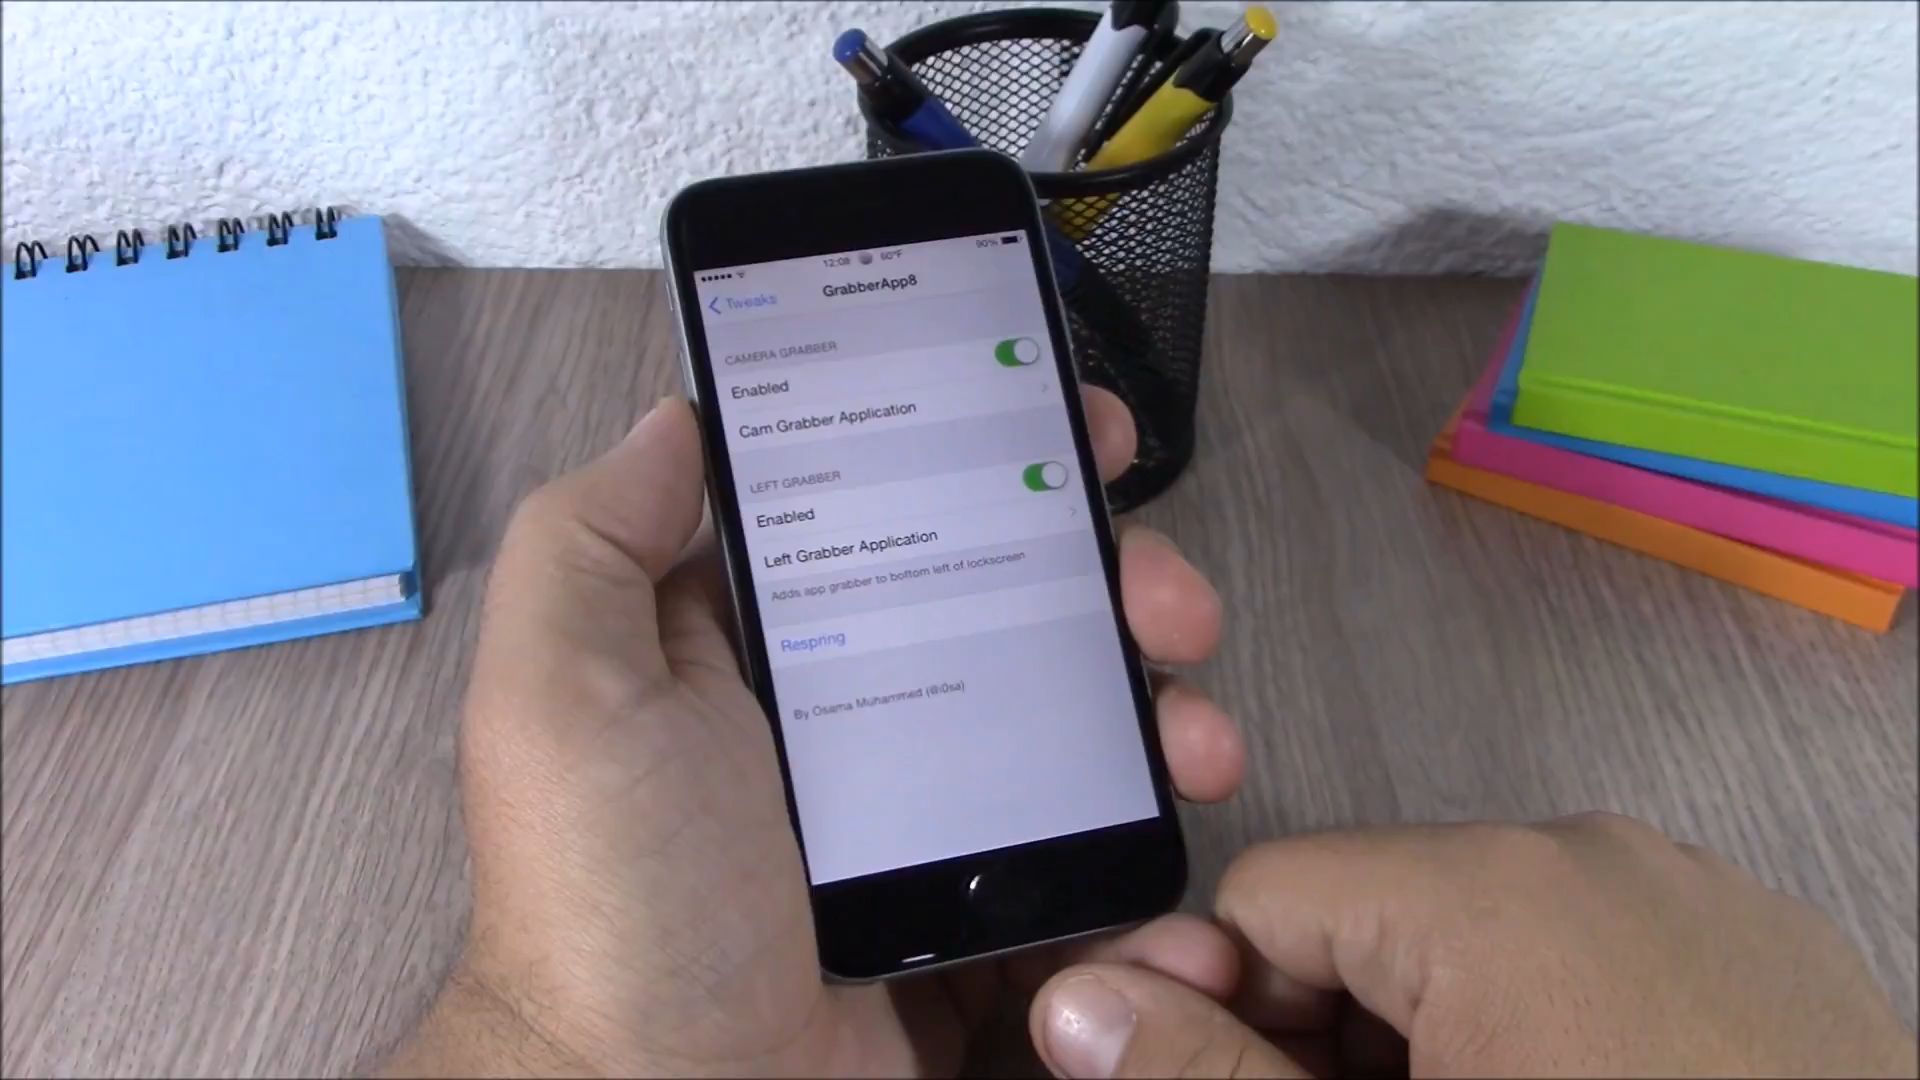 12:08 60°F 90%
Tweaks GrabberApp8
CAMERA GRABBER
Enabled
Cam Grabber Application
LEFT GRABBER
Enabled
Left Grabber Application
Adds app grabber to bottom left of lockscreen
Respring
By Osama Muhammed (@i0sa)